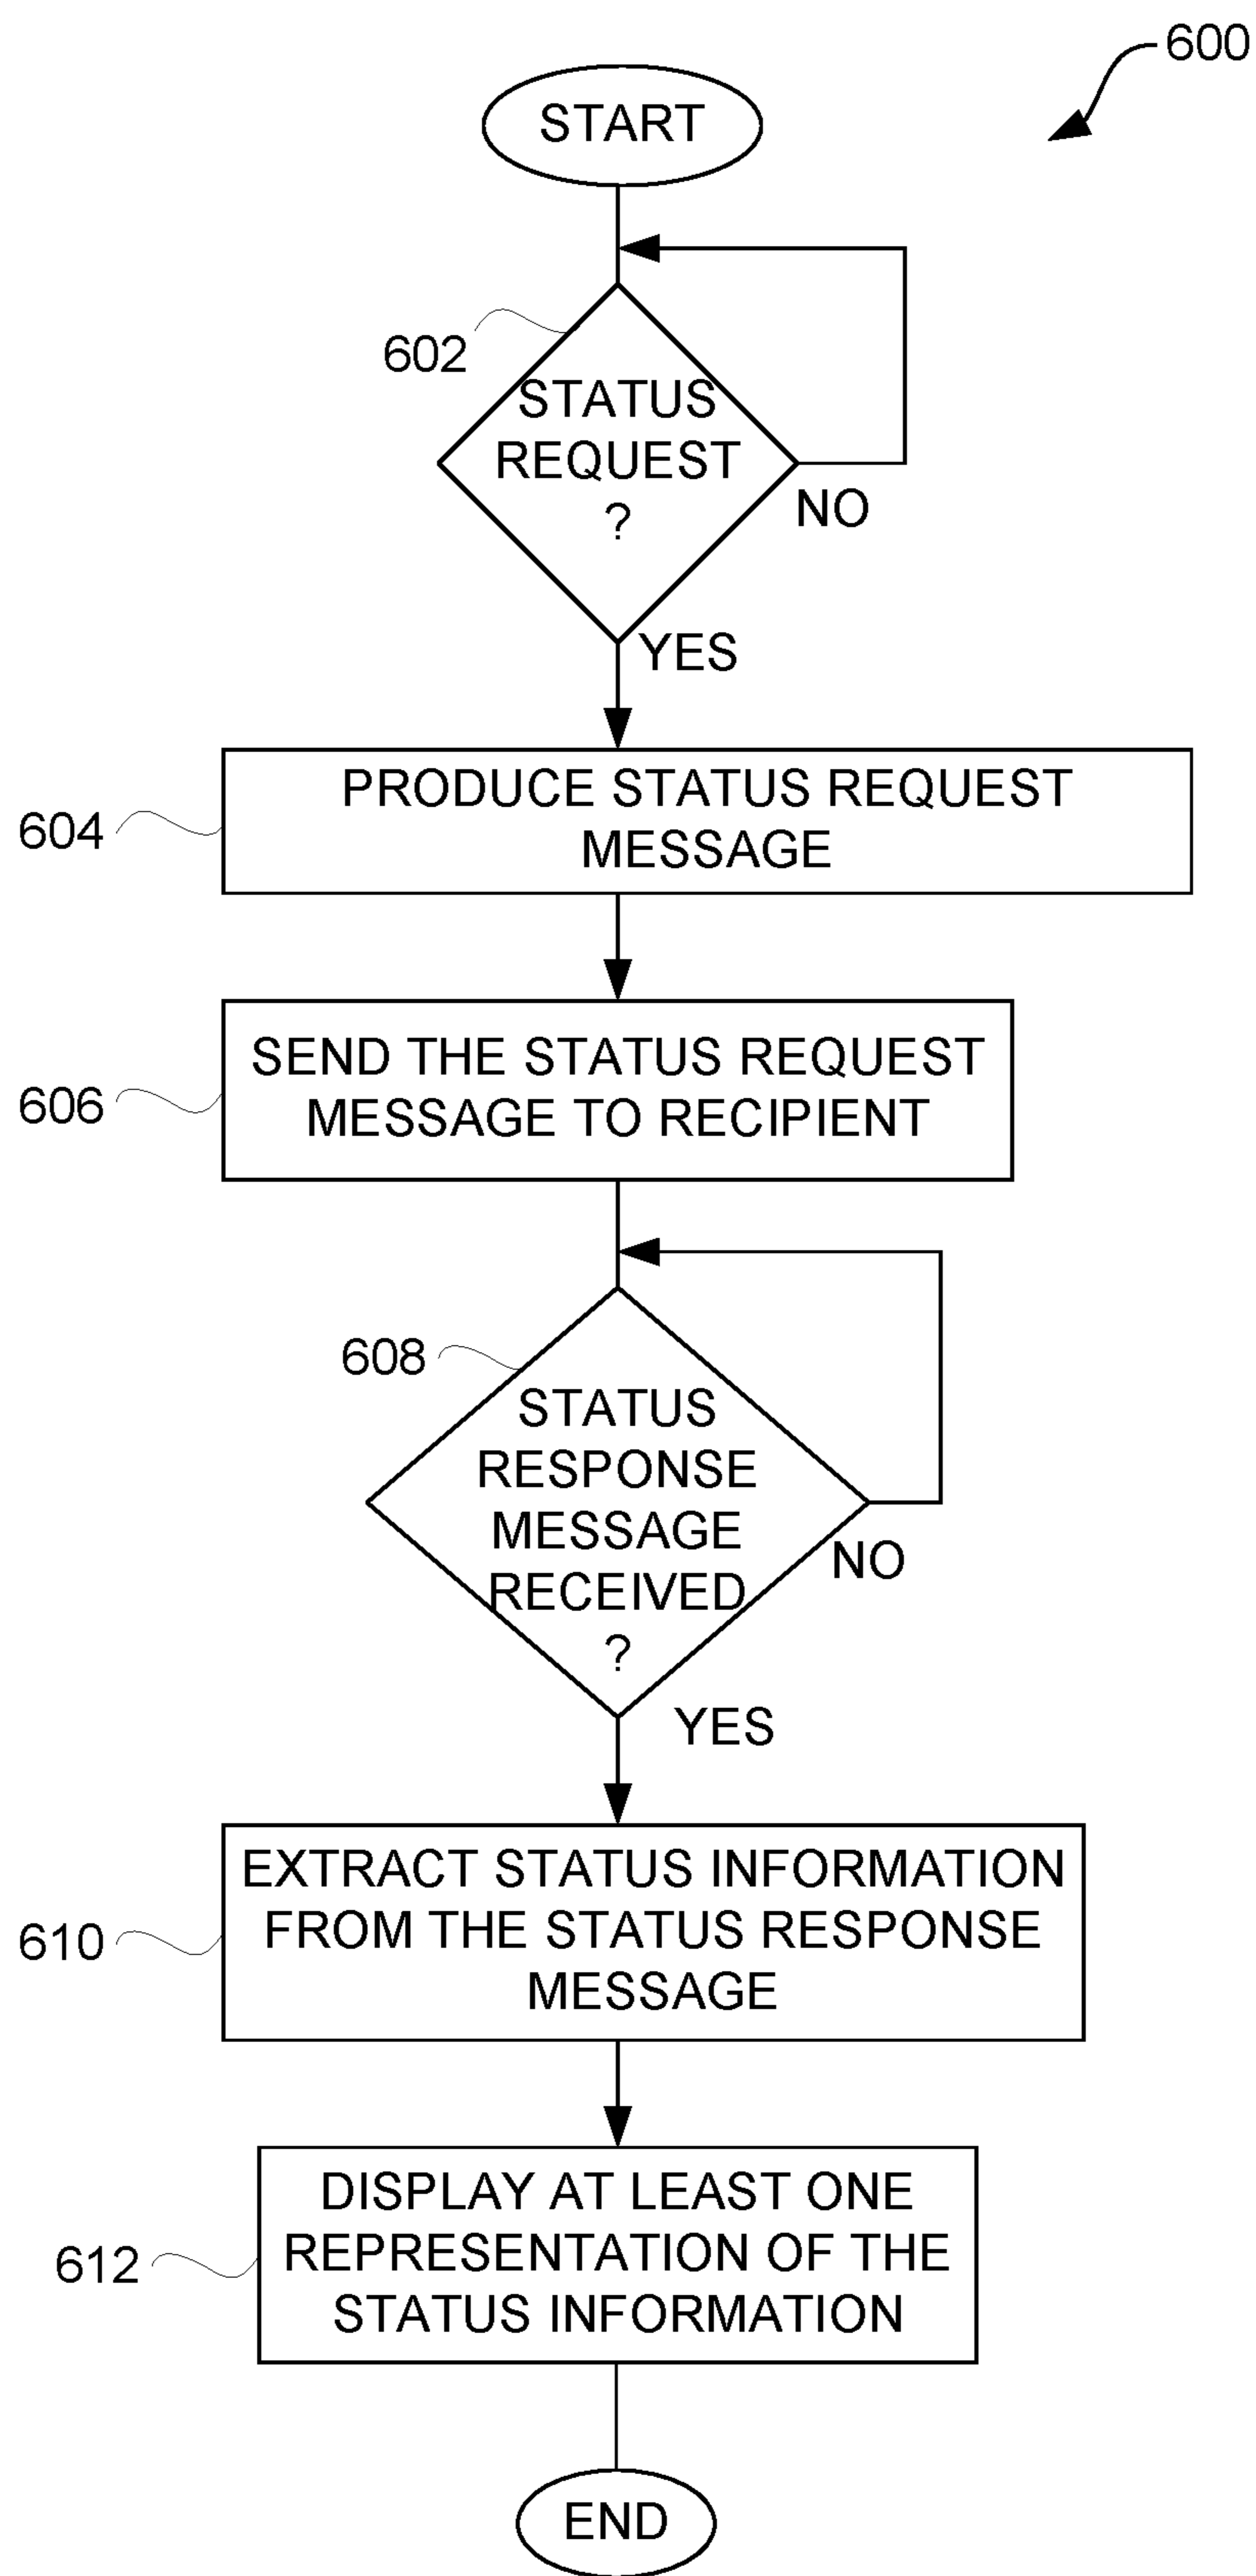 600
START
602
STATUS
REQUEST
?
NO
YES
604
PRODUCE STATUS REQUEST
MESSAGE
606
SEND THE STATUS REQUEST
MESSAGE TO RECIPIENT
608
STATUS
RESPONSE
MESSAGE
RECEIVED
?
NO
YES
610
EXTRACT STATUS INFORMATION
FROM THE STATUS RESPONSE
MESSAGE
612
DISPLAY AT LEAST ONE
REPRESENTATION OF THE
STATUS INFORMATION
END